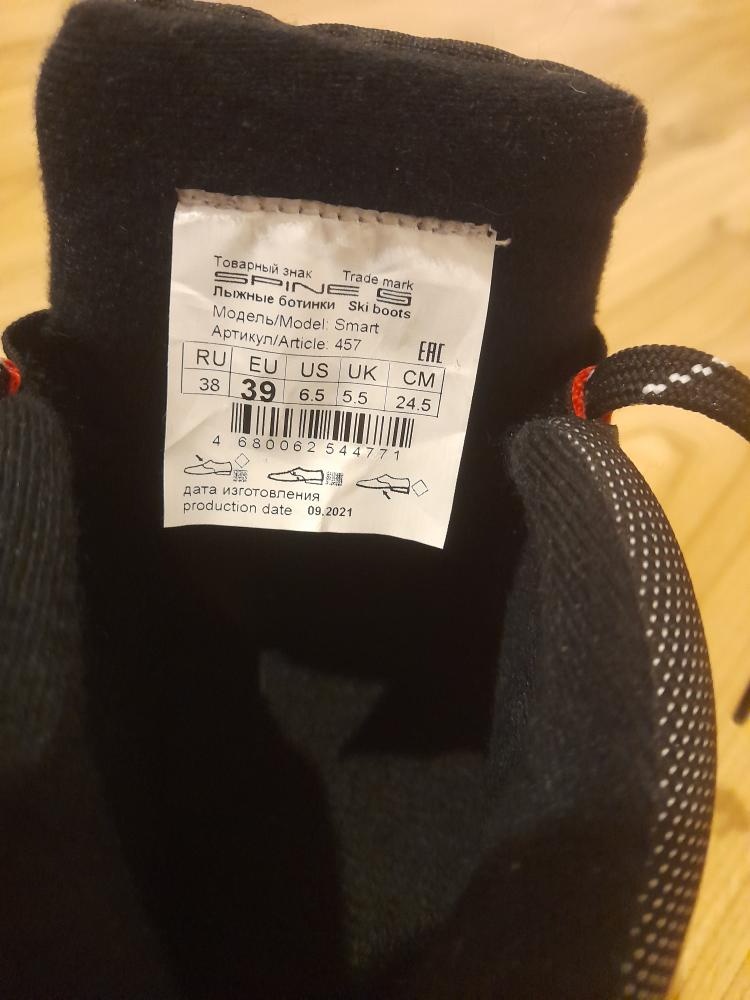 Товарный знак Trade mark
SPINE
Лыжные ботинки Ski boots
Модель/Model: Smart
Артикул/Article: 457
EAC
RU EU US UK CM
38 39 6.5 5.5 24.5
4 680062 544771
дата изготовления
production date 09.2021